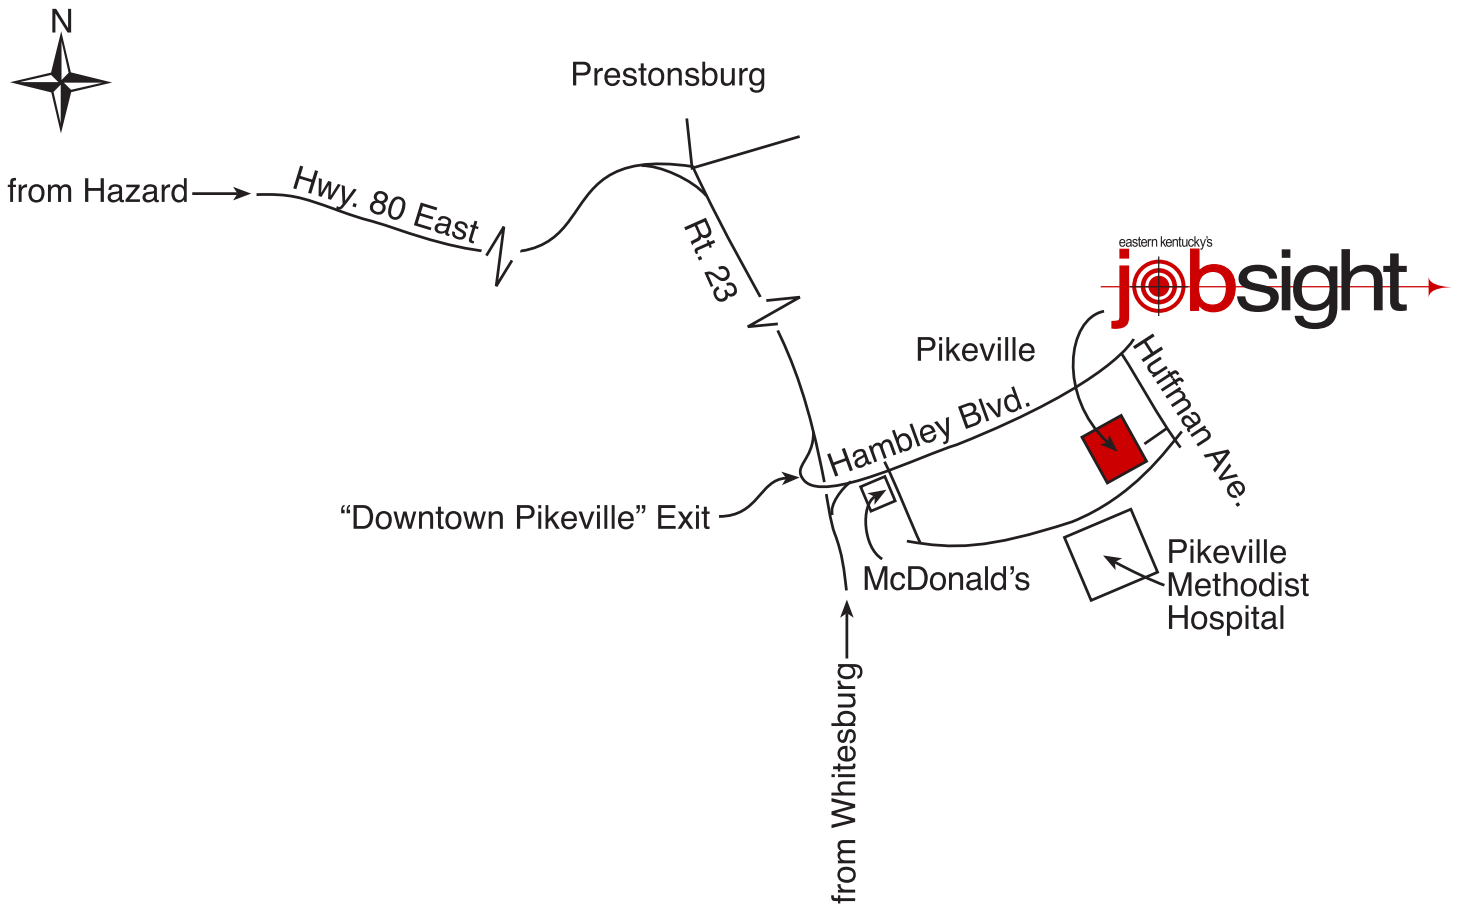 N
Prestonsburg
from Hazard
Hwy. 80 East
Rt. 23
eastern kentucky's
jobsight
Pikeville
Huffman Ave.
Hambley Blvd.
“Downtown Pikeville” Exit
McDonald’s
Pikeville
Methodist
Hospital
from Whitesburg